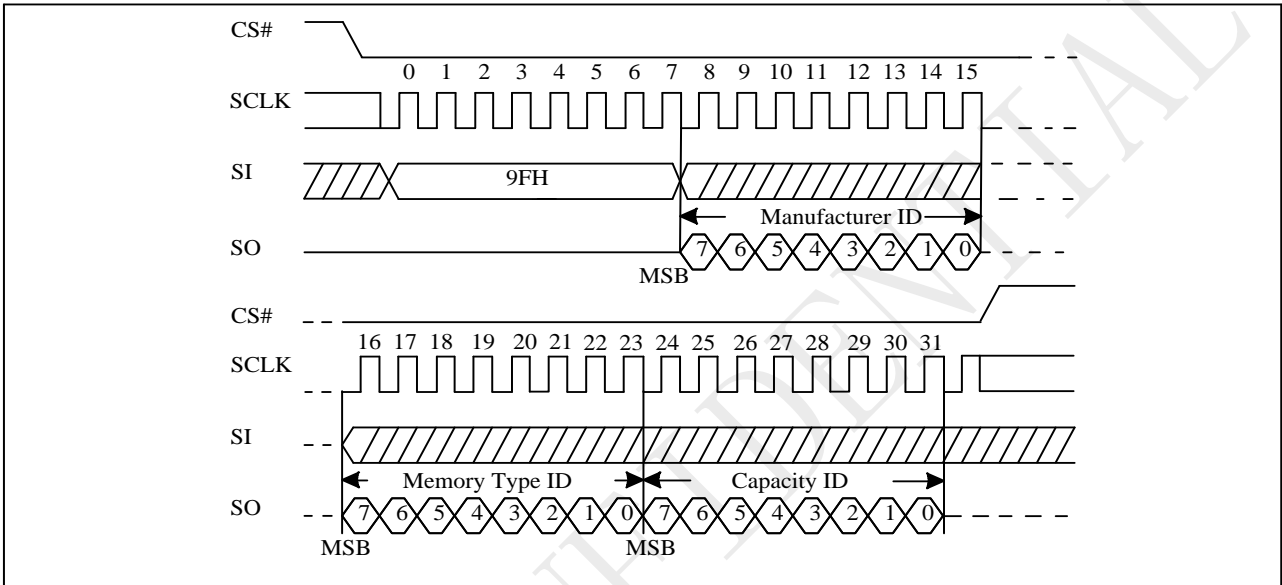 CS#
0 1 2 3 4 5 6 7 8 9 10 11 12 13 14 15
SCLK
SI
9FH
Manufacturer ID
SO
7 6 5 4 3 2 1 0
MSB
CS#
16 17 18 19 20 21 22 23 24 25 26 27 28 29 30 31
SCLK
SI
Memory Type ID Capacity ID
SO
7 6 5 4 3 2 1 0 7 6 5 4 3 2 1 0
MSB MSB